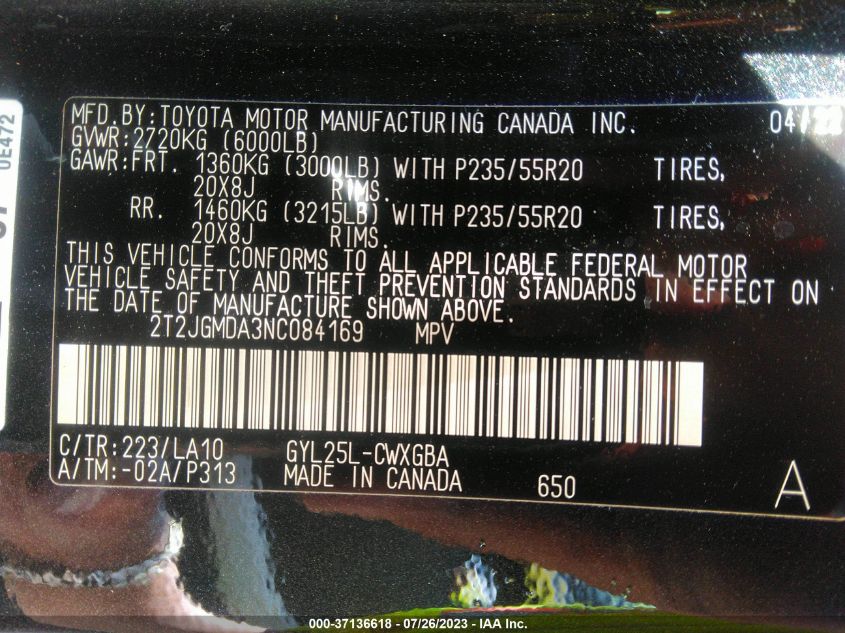 0E472
MFD.BY:TOYOTA MOTOR MANUFACTURING CANADA INC. 04/22
GVWR:2720KG (6000LB)
GAWR:FRT. 1360KG (3000LB) WITH P235/55R20 TIRES,
20X8J RIMS.
RR. 1460KG (3215LB) WITH P235/55R20 TIRES,
20X8J RIMS.
THIS VEHICLE CONFORMS TO ALL APPLICABLE FEDERAL MOTOR
VEHICLE SAFETY AND THEFT PREVENTION STANDARDS IN EFFECT ON
THE DATE OF MANUFACTURE SHOWN ABOVE.
2T2JGMDA3NC084169 MPV
C/TR:223/LA10 GYL25L-CWXGBA
A/TM:-02A/P313 MADE IN CANADA 650 A
000-37136618 - 07/26/2023 - IAA Inc.